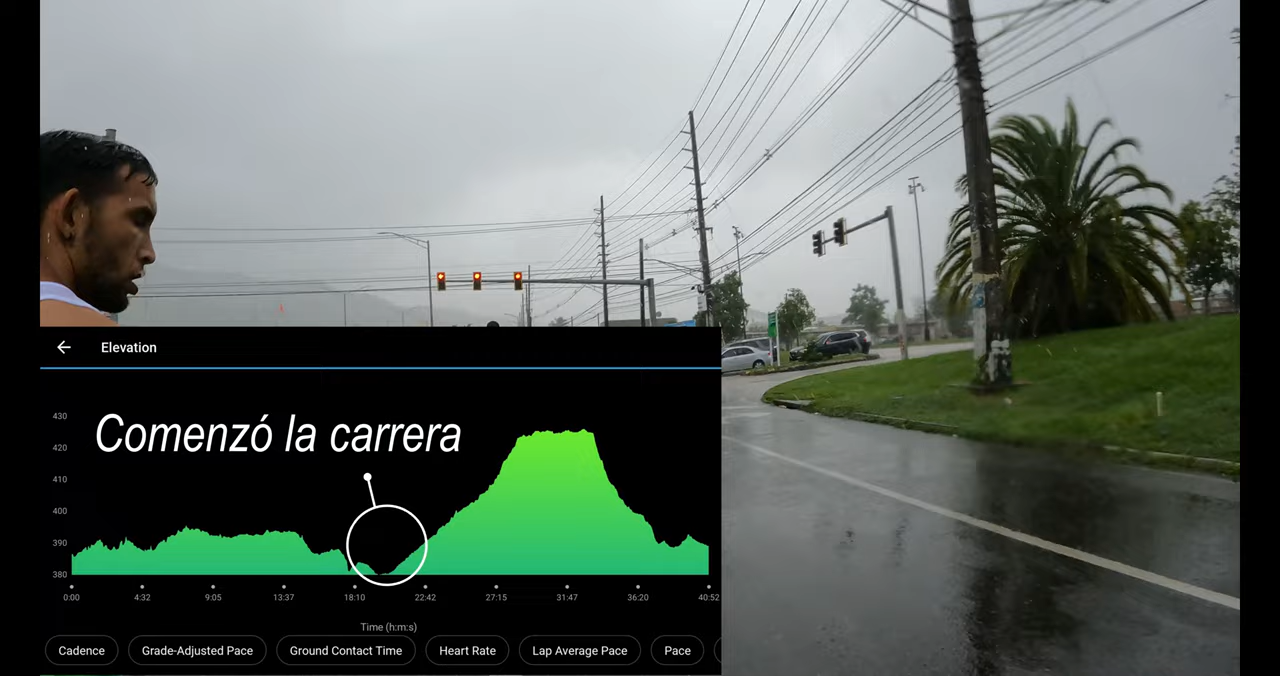 Elevation
Comenzó la carrera
430
420
410
400
390
380
0:00 4:32 9:05 13:37 18:10 22:42 27:15 31:47 36:20 40:52
Time (h:m:s)
Cadence Grade-Adjusted Pace Ground Contact Time Heart Rate Lap Average Pace Pace